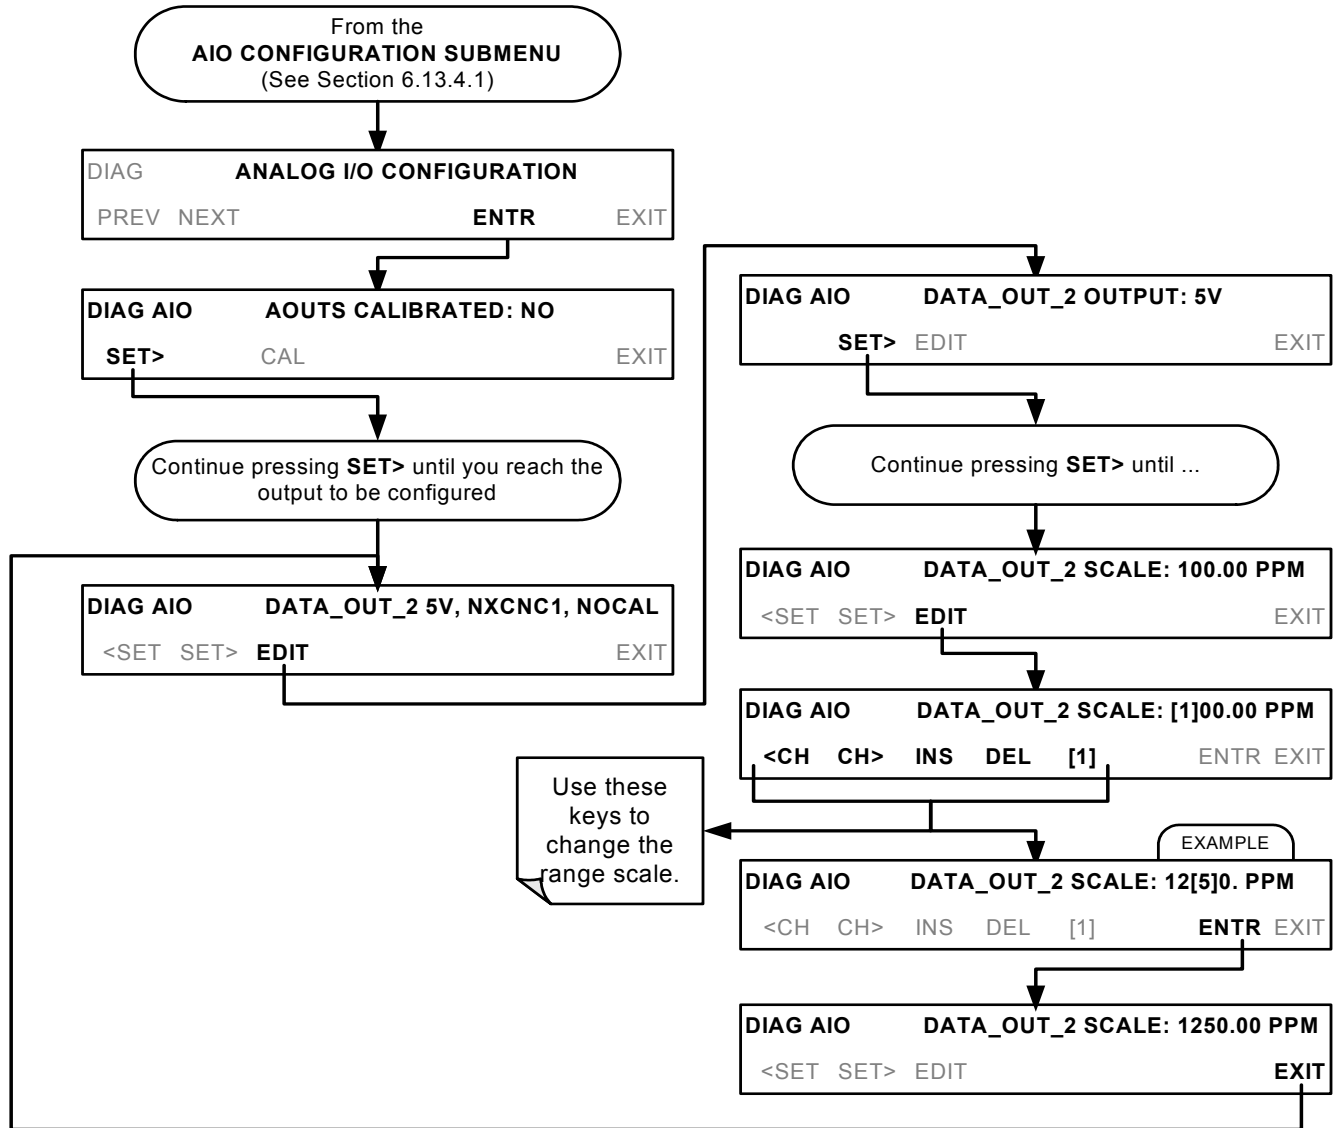 From the
AIO CONFIGURATION SUBMENU
(See Section 6.13.4.1)
DIAG ANALOG I/O CONFIGURATION
PREV NEXT ENTR EXIT
DIAG AIO AOUTS CALIBRATED: NO
SET> CAL EXIT
Continue pressing SET> until you reach the
output to be configured
DIAG AIO DATA_OUT_2 5V, NXCNC1, NOCAL
<SET SET> EDIT EXIT
DIAG AIO DATA_OUT_2 OUTPUT: 5V
SET> EDIT EXIT
Continue pressing SET> until ...
DIAG AIO DATA_OUT_2 SCALE: 100.00 PPM
<SET SET> EDIT EXIT
DIAG AIO DATA_OUT_2 SCALE: [1]00.00 PPM
<CH CH> INS DEL [1] ENTR EXIT
Use these
keys to
change the
range scale.
EXAMPLE
DIAG AIO DATA_OUT_2 SCALE: 12[5]0. PPM
<CH CH> INS DEL [1] ENTR EXIT
DIAG AIO DATA_OUT_2 SCALE: 1250.00 PPM
<SET SET> EDIT EXIT